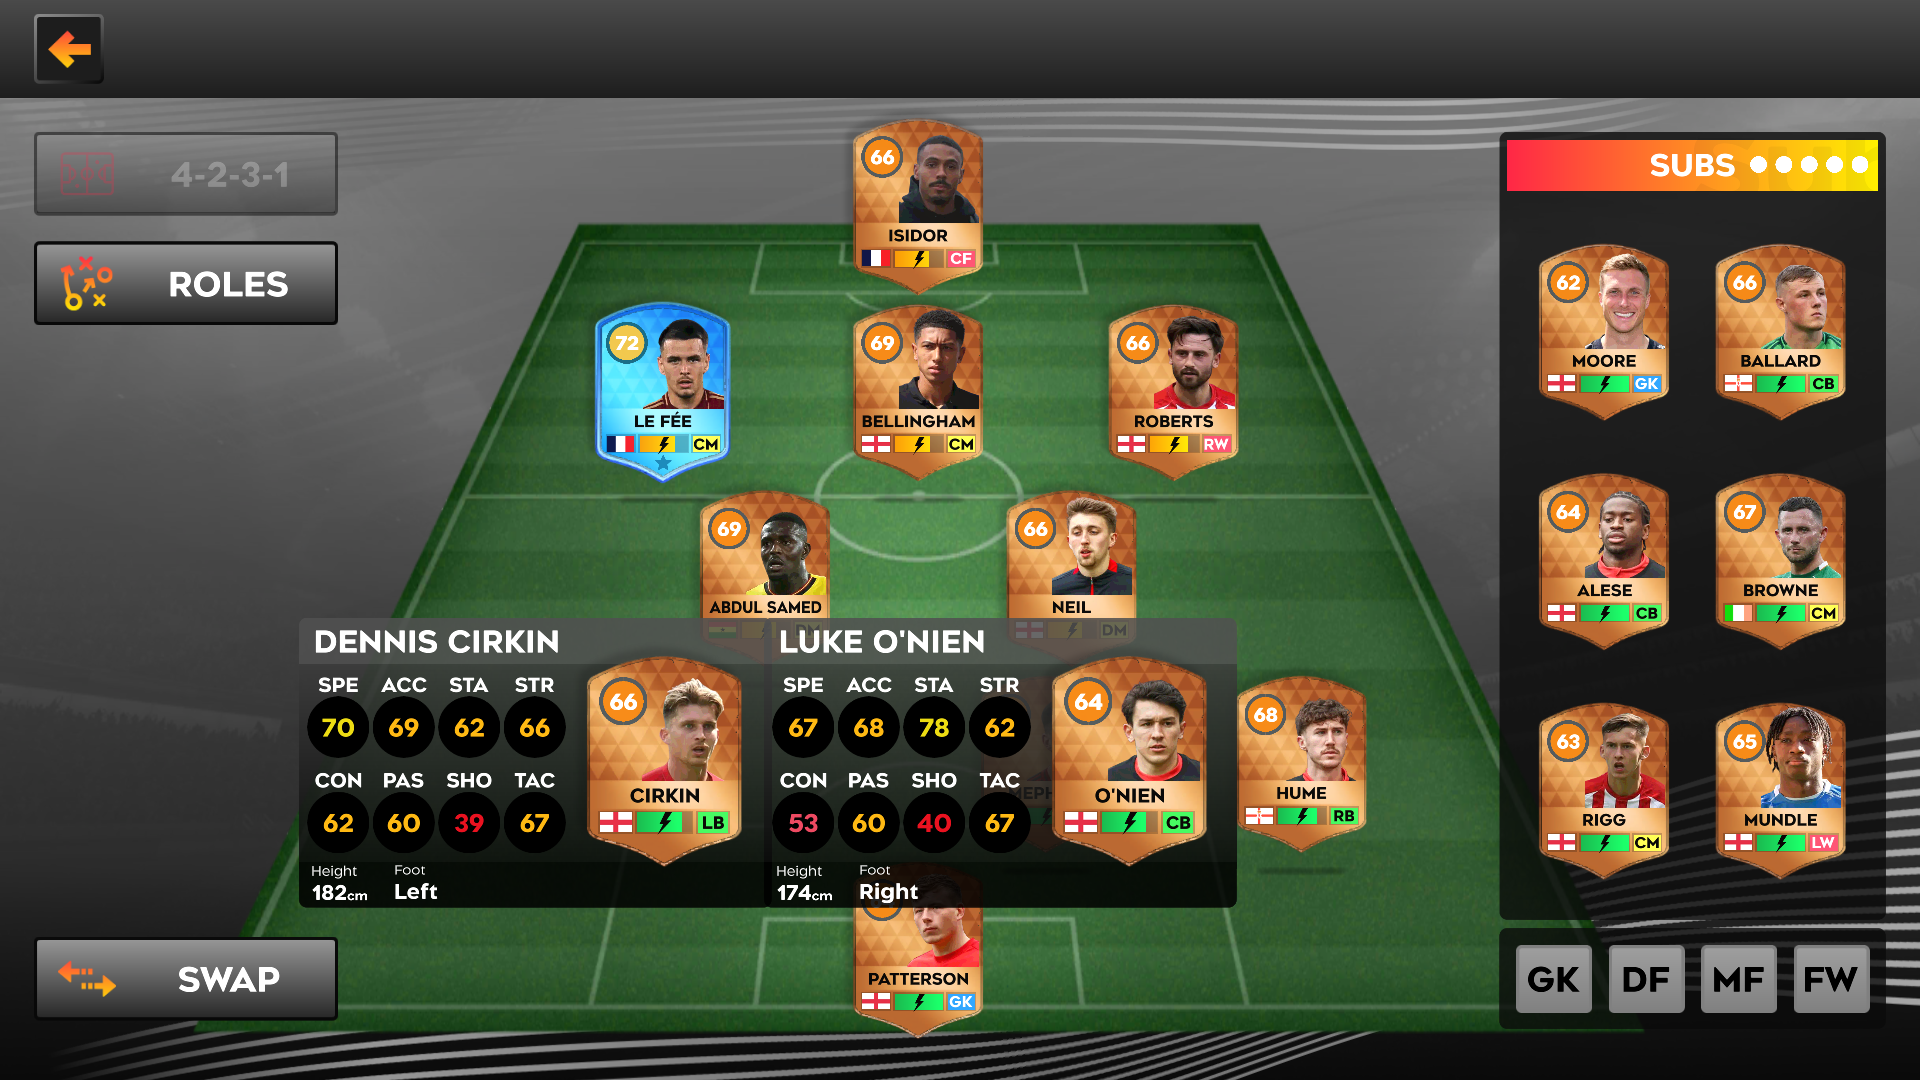 4-2-3-1
ROLES
SWAP
66
ISIDOR
CF
72
LE FÉE
CM
69
BELLINGHAM
CM
66
ROBERTS
RW
69
ABDUL SAMED
DM
66
NEIL
DM
DENNIS CIRKIN
SPE ACC STA STR
70 69 62 66
CON PAS SHO TAC
62 60 39 67
Height Foot
182cm Left
66
CIRKIN
LB
LUKE O'NIEN
SPE ACC STA STR
67 68 78 62
CON PAS SHO TAC
53 60 40 67
Height Foot
174cm Right
64
O'NIEN
CB
68
HUME
RB
PATTERSON
GK
SUBS
62
MOORE
GK
66
BALLARD
CB
64
ALESE
CB
67
BROWNE
CM
63
RIGG
CM
65
MUNDLE
LW
GK DF MF FW